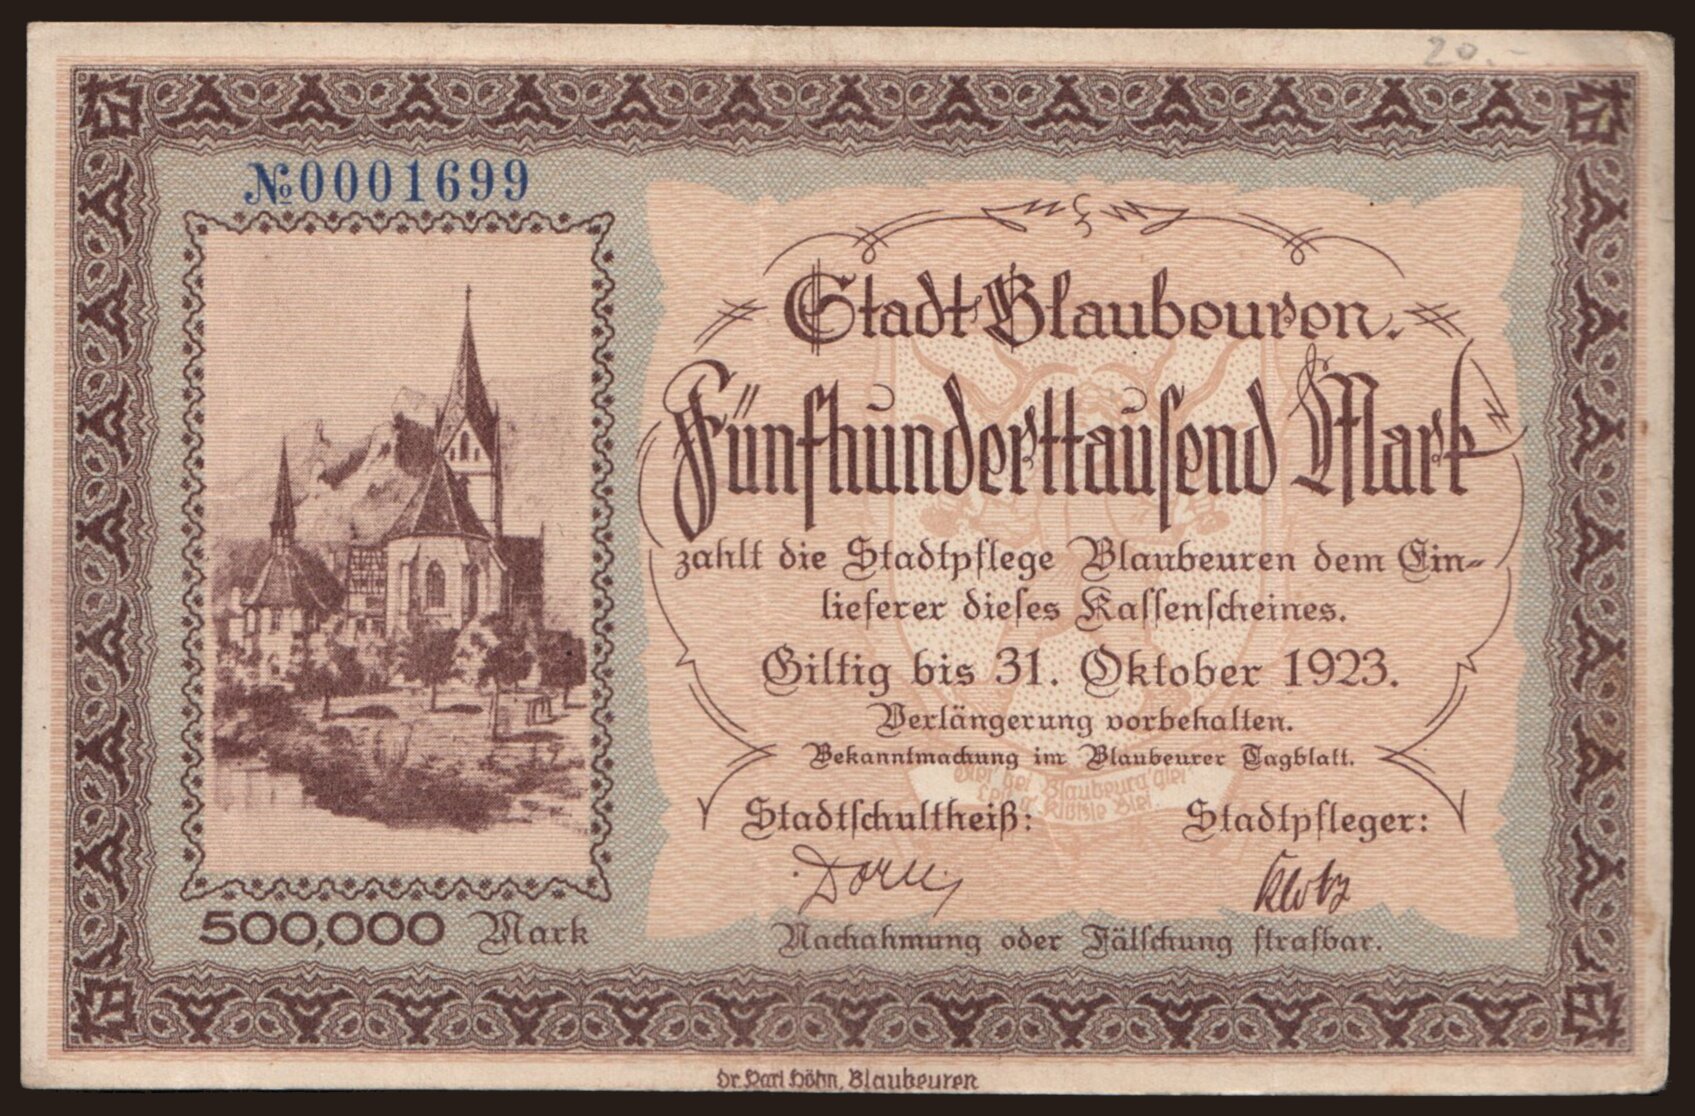 20.-
№0001699
Stadt Blaubeuren.
Fünfhunderttausend Mark
zahlt die Stadtpflege Blaubeuren dem Ein-
lieferer dieses Kassenscheines.
Giltig bis 31. Oktober 1923.
Verlängerung vorbehalten.
Bekanntmachung im Blaubeurer Tagblatt.
Stadtschultheiß: Stadtpfleger:
Klotz
500,000 Mark
Nachahmung oder Fälschung strafbar.
Dr. Karl Höhn, Blaubeuren